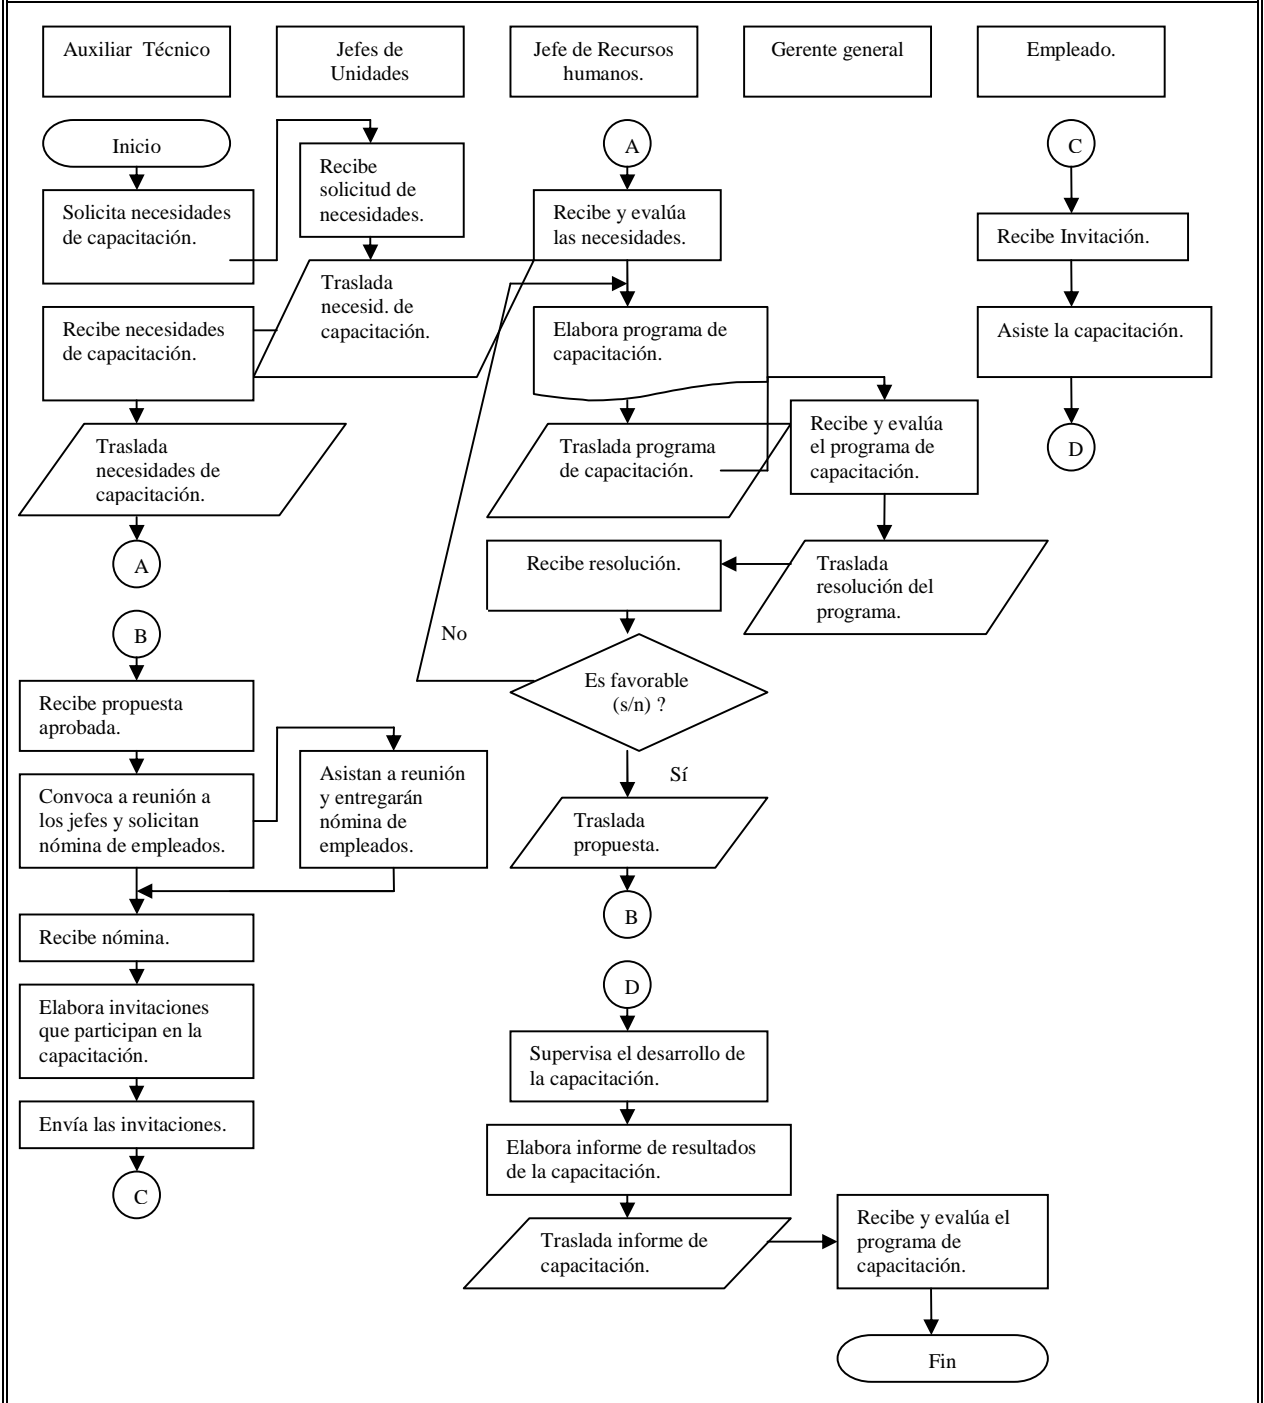 Auxiliar Técnico
Jefes de
Unidades
Jefe de Recursos
humanos.
Gerente general
Empleado.
Inicio
Solicita necesidades
de capacitación.
Recibe
solicitud de
necesidades.
Traslada
necesid. de
capacitación.
Recibe necesidades
de capacitación.
Traslada
necesidades de
capacitación.
A
A
Recibe y evalúa
las necesidades.
Elabora programa de
capacitación.
Traslada programa
de capacitación.
Recibe y evalúa
el programa de
capacitación.
Traslada
resolución del
programa.
Recibe resolución.
Es favorable
(s/n) ?
No
Sí
Traslada
propuesta.
B
B
Recibe propuesta
aprobada.
Convoca a reunión a
los jefes y solicitan
nómina de empleados.
Asistan a reunión
y entregarán
nómina de
empleados.
Recibe nómina.
Elabora invitaciones
que participan en la
capacitación.
Envía las invitaciones.
C
C
Recibe Invitación.
Asiste la capacitación.
D
D
Supervisa el desarrollo de
la capacitación.
Elabora informe de resultados
de la capacitación.
Traslada informe de
capacitación.
Recibe y evalúa el
programa de
capacitación.
Fin